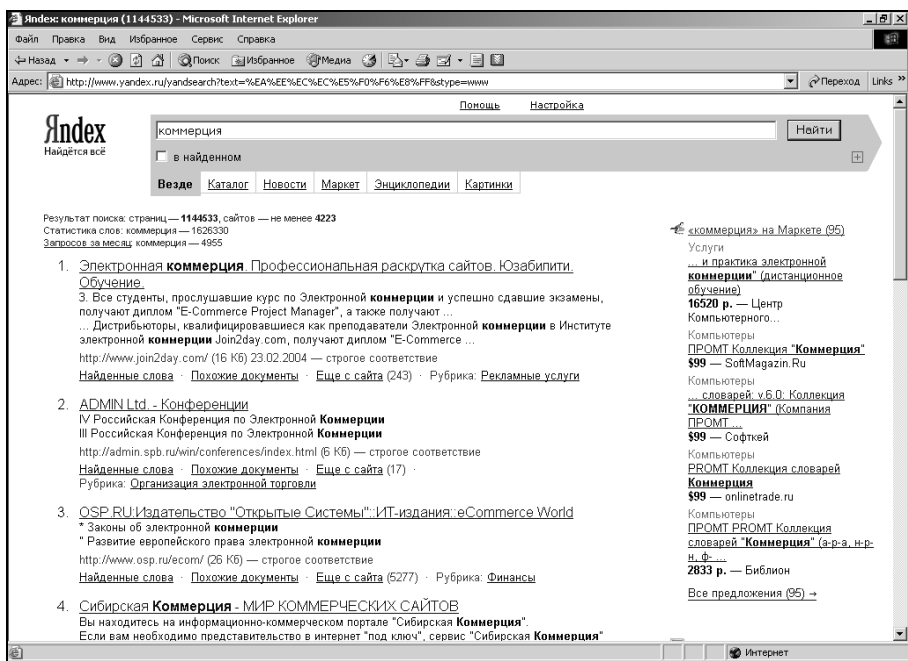 Яndex: коммерция (1144533) - Microsoft Internet Explorer
Файл Правка Вид Избранное Сервис Справка
Назад Поиск Избранное Медиа
Адрес: http://www.yandex.ru/yandsearch?text=%EA%EE%EC%EC%E5%F0%F6%E8%FF&stype=www Переход Links »
Помощь Настройка
Яndex
Найдётся всё
коммерция Найти
в найденном
Везде Каталог Новости Маркет Энциклопедии Картинки
Результат поиска: страниц — 1144533, сайтов — не менее 4223
Статистика слов: коммерция — 1626330
Запросов за месяц: коммерция — 4955
1. Электронная коммерция. Профессиональная раскрутка сайтов. Юзабилити. Обучение.
3. Все студенты, прослушавшие курс по Электронной коммерции и успешно сдавшие экзамены,
получают диплом "E-Commerce Project Manager", а также получают ...
... Дистрибьюторы, квалифицировавшиеся как преподаватели Электронной коммерции в Институте
электронной коммерции Join2day.com, получают диплом "E-Commerce ...
http://www.join2day.com/ (16 Кб) 23.02.2004 — строгое соответствие
Найденные слова · Похожие документы · Еще с сайта (243) · Рубрика: Рекламные услуги
2. ADMIN Ltd. - Конференции
IV Российская Конференция по Электронной Коммерции
III Российская Конференция по Электронной Коммерции
http://admin.spb.ru/win/conferences/index.html (6 Кб) — строгое соответствие
Найденные слова · Похожие документы · Еще с сайта (17) ·
Рубрика: Организация электронной торговли
3. OSP.RU:Издательство "Открытые Системы"::ИТ-издания::eCommerce World
* Законы об электронной коммерции
" Развитие европейского права электронной коммерции
http://www.osp.ru/ecom/ (26 Кб) — строгое соответствие
Найденные слова · Похожие документы · Еще с сайта (5277) · Рубрика: Финансы
4. Сибирская Коммерция - МИР КОММЕРЧЕСКИХ САЙТОВ
Вы находитесь на информационно-коммерческом портале "Сибирская Коммерция".
Если вам необходимо представительство в интернет "под ключ", сервис "Сибирская Коммерция"
«коммерция» на Маркете (95)
Услуги
... и практика электронной
коммерции" (дистанционное
обучение)
16520 р. — Центр
Компьютерного...
Компьютеры
ПРОМТ Коллекция "Коммерция"
$99 — SoftMagazin.Ru
Компьютеры
... словарей: v.6.0: Коллекция
"КОММЕРЦИЯ" (Компания
ПРОМТ ...
$99 — Софткей
Компьютеры
PROMT Коллекция словарей
Коммерция
$99 — onlinetrade.ru
Компьютеры
ПРОМТ PROMT Коллекция
словарей "Коммерция" (а-р-а, н-р-
н, ф- ...
2833 р. — Библион
Все предложения (95) →
Интернет